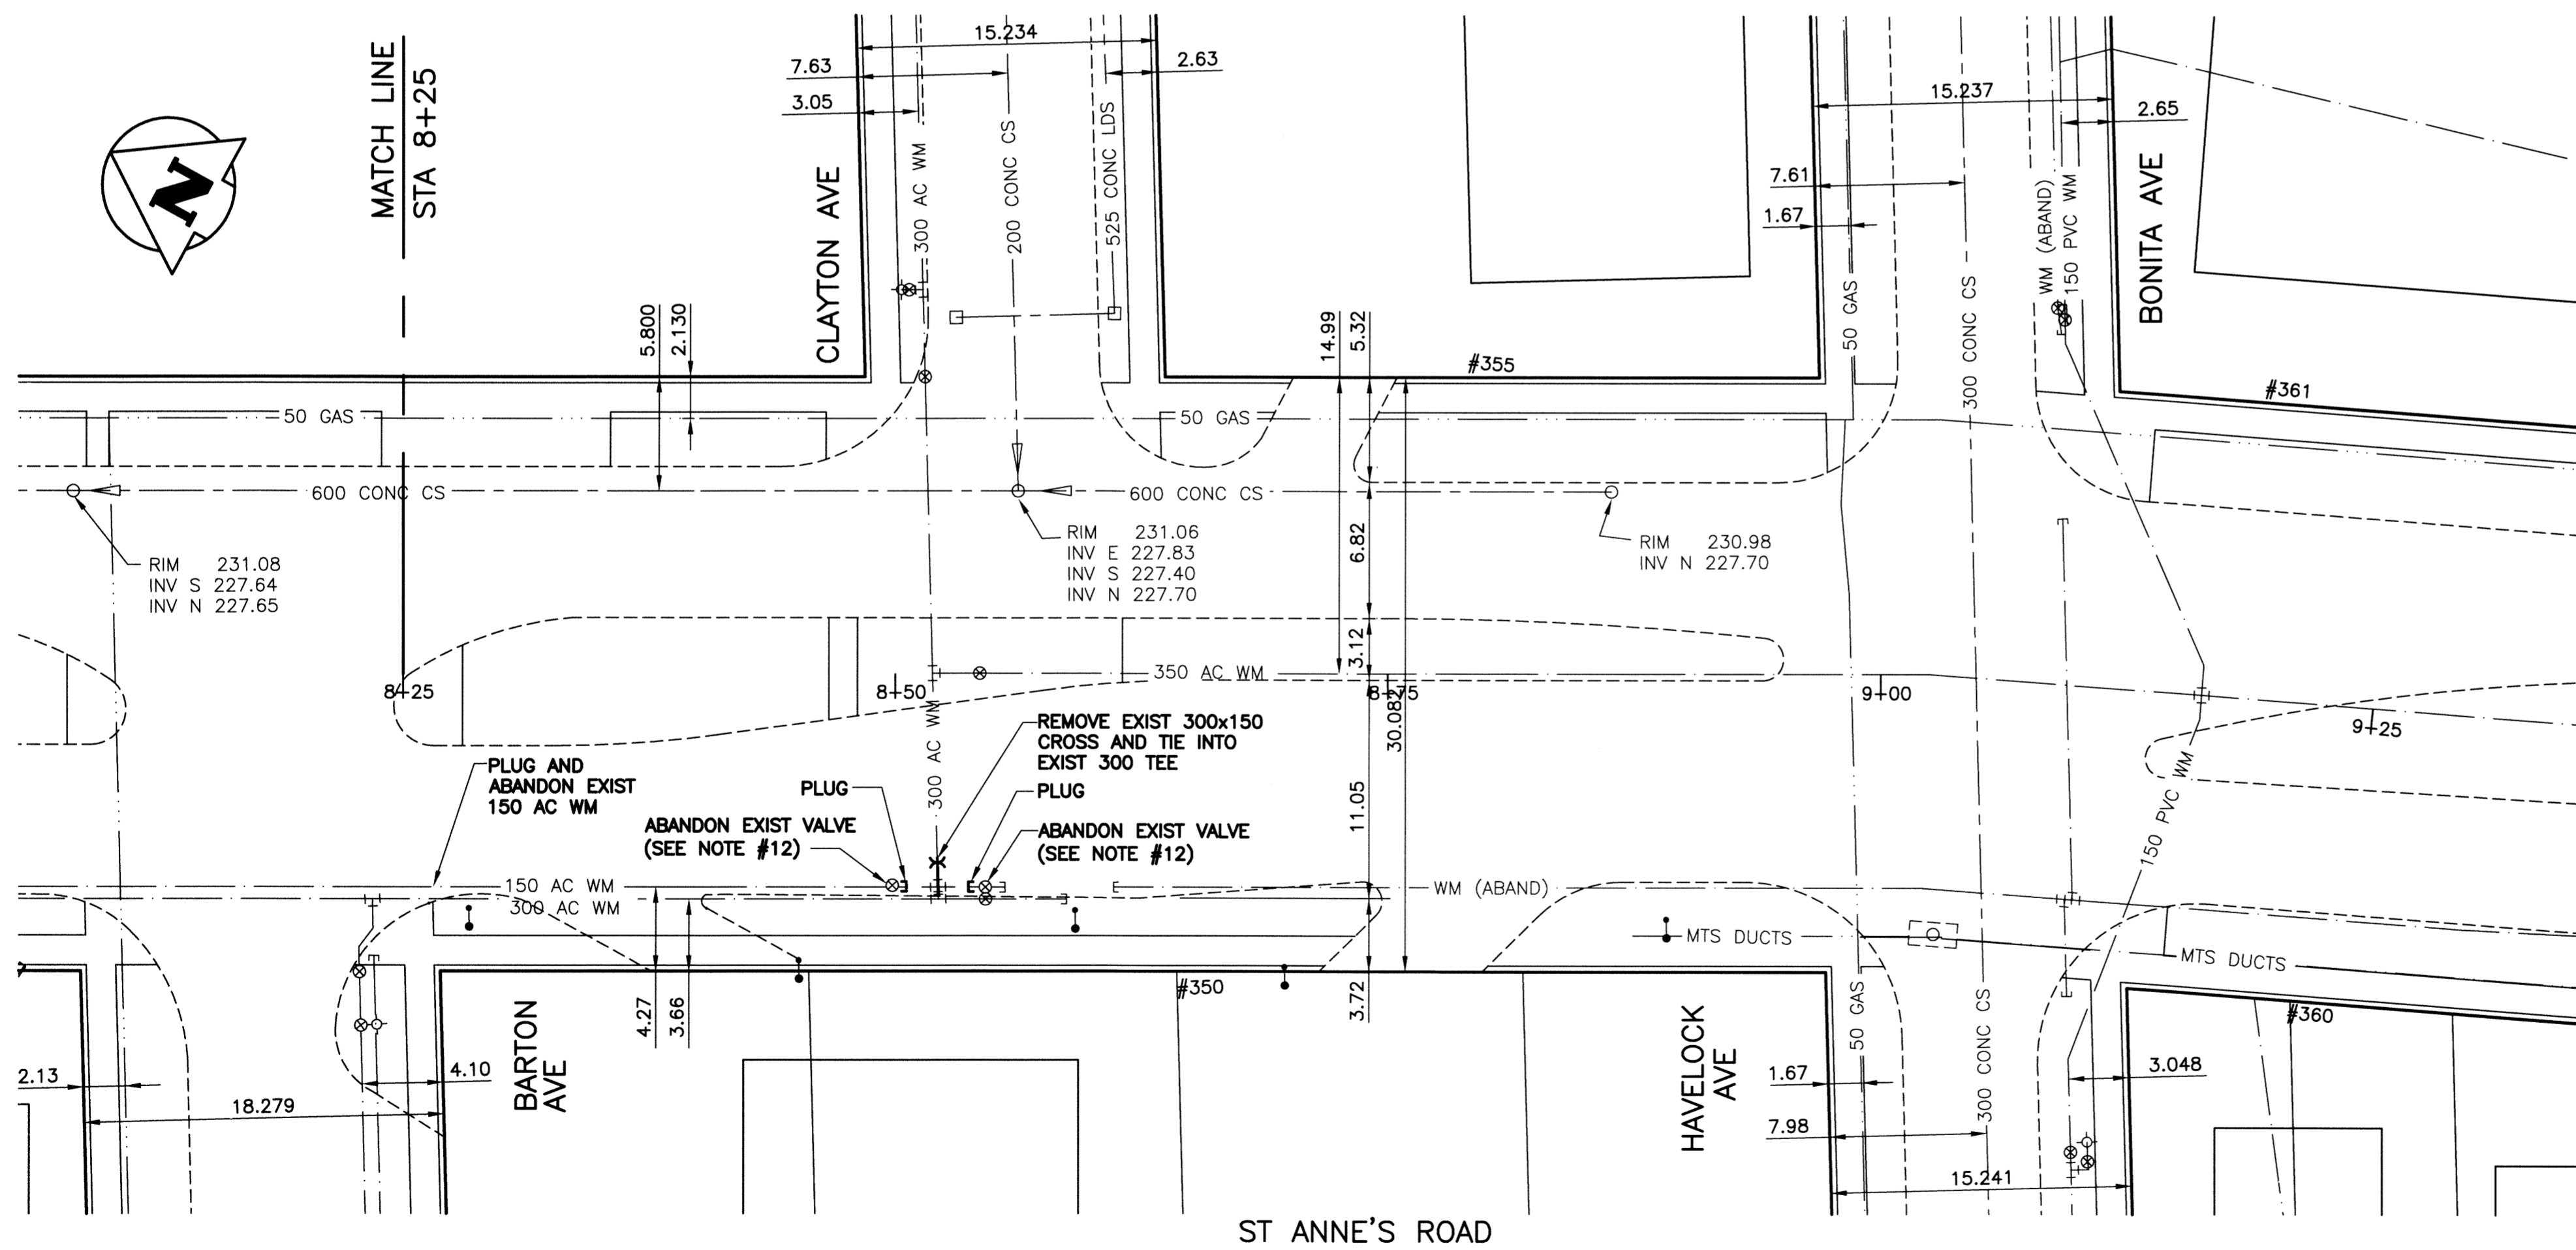 MATCH LINE
STA 8+25
N
15.234
7.63
2.63
3.05
CLAYTON AVE
300 AC WM
200 CONC CS
525 CONC LDS
15.237
2.65
7.61
1.67
50 GAS
300 CONC CS
WM (ABAND)
150 PVC WM
BONITA AVE
5.800
2.130
14.99
5.32
#355
#361
50 GAS
50 GAS
600 CONC CS
600 CONC CS
RIM 231.08
INV S 227.64
INV N 227.65
RIM 231.06
INV E 227.83
INV S 227.40
INV N 227.70
RIM 230.98
INV N 227.70
6.82
3.12
350 AC WM
8+25
8+50
8+75
9+00
9+25
30.082
300 AC WM
11.05
PLUG AND
ABANDON EXIST
150 AC WM
PLUG
ABANDON EXIST VALVE
(SEE NOTE #12)
REMOVE EXIST 300x150
CROSS AND TIE INTO
EXIST 300 TEE
PLUG
ABANDON EXIST VALVE
(SEE NOTE #12)
150 PVC WM
150 AC WM
300 AC WM
WM (ABAND)
MTS DUCTS
MTS DUCTS
4.27
3.66
3.72
#350
#360
BARTON
AVE
HAVELOCK
AVE
50 GAS
300 CONC CS
2.13
4.10
18.279
1.67
7.98
3.048
15.241
ST ANNE'S ROAD